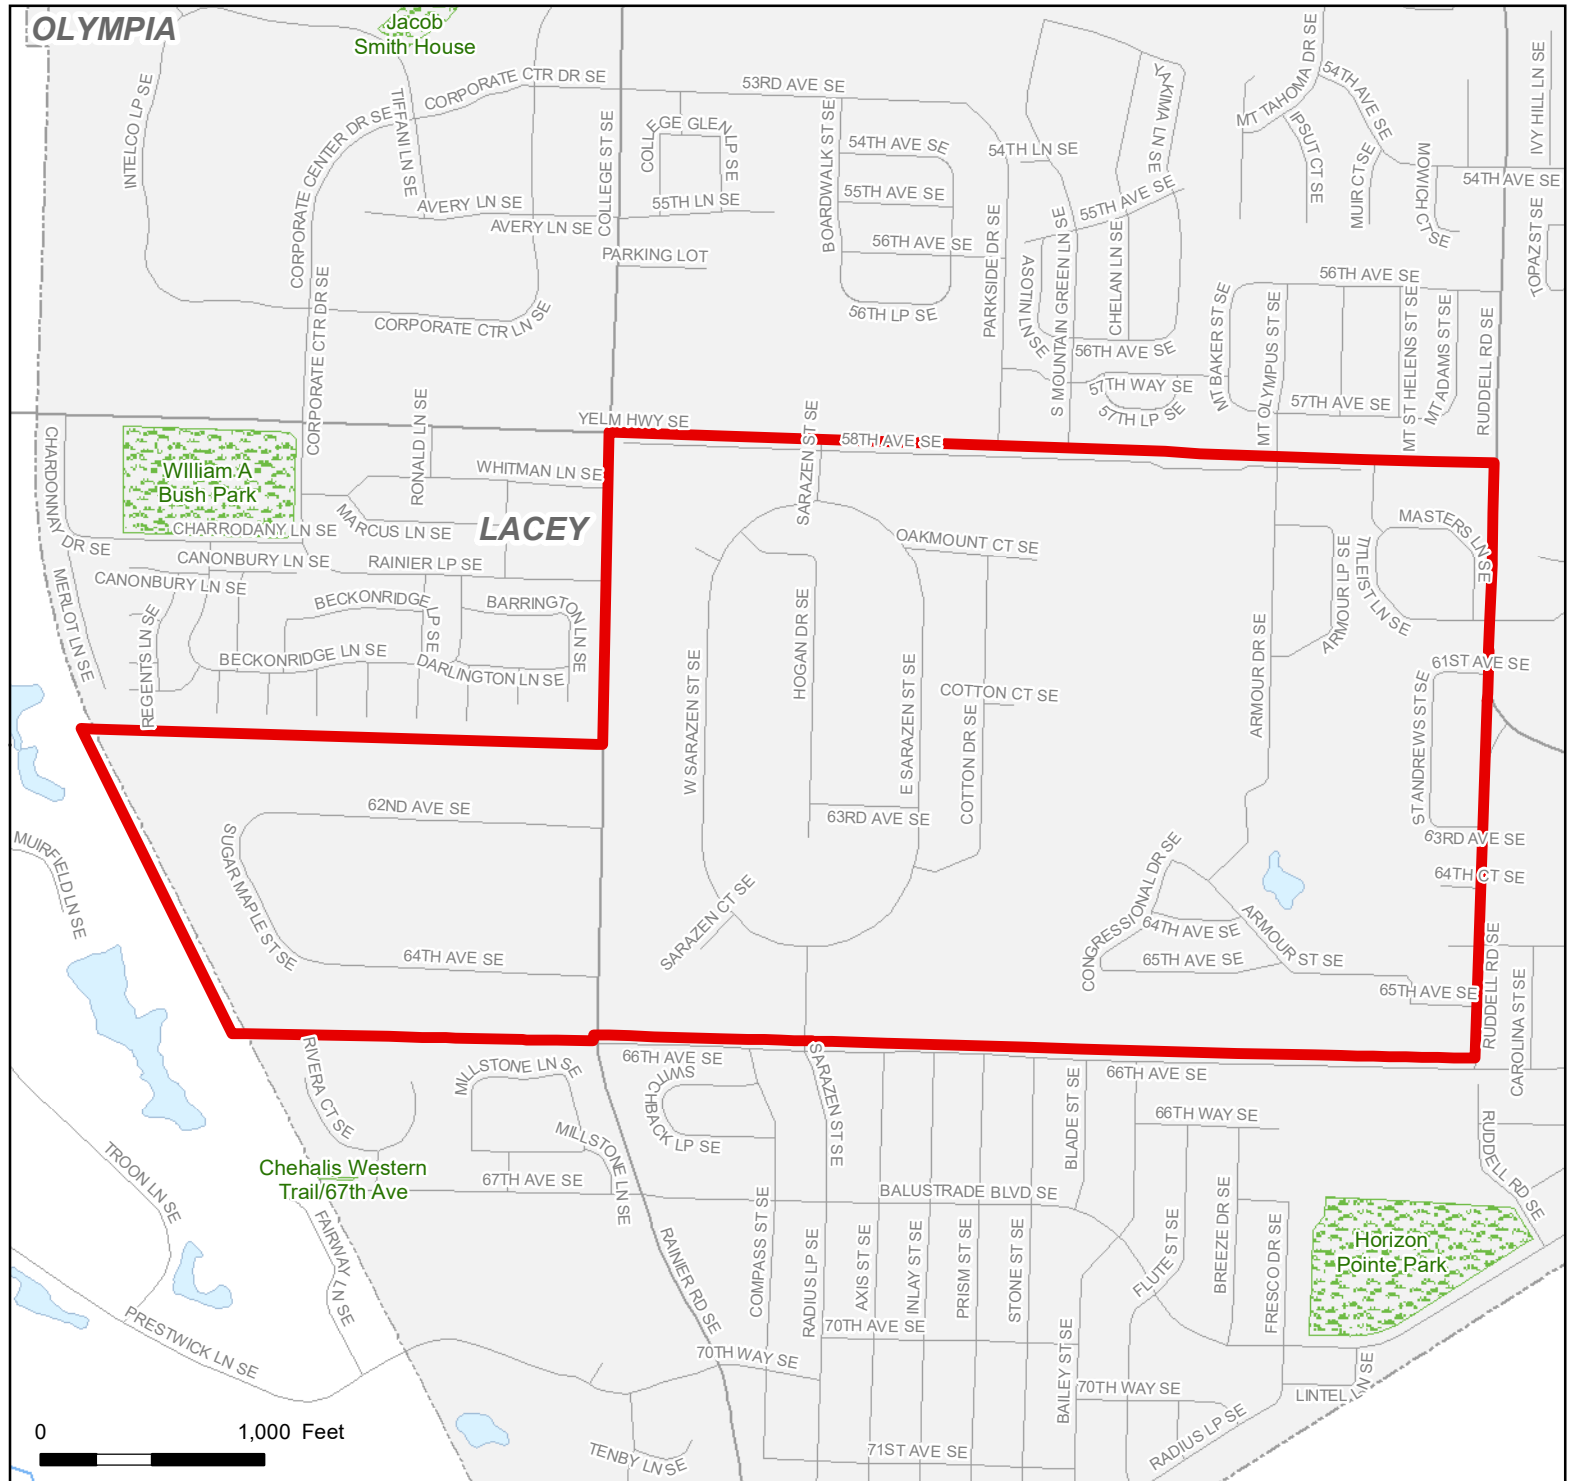 OLYMPIA
Jacob
Smith House
INTELCO LP SE
TIFFANI LN SE
CORPORATE CTR DR SE
CORPORATE CENTER DR SE
53RD AVE SE
COLLEGE ST SE
COLLEGE GLEN LP SE
BOARDWALK ST SE
54TH AVE SE
54TH LN SE
YAKIMA LN SE
MT TAHOMA DR SE
54TH AVE SE
IVY HILL LN SE
IPSUT CT SE
MUIR CT SE
MOWICH CT SE
54TH AVE SE
AVERY LN SE
AVERY LN SE
55TH LN SE
55TH AVE SE
55TH AVE SE
PARKING LOT
56TH AVE SE
PARKSIDE DR SE
ASOTIN LN SE
S MOUNTAIN GREEN LN SE
CHELAN LN SE
TOPAZ ST SE
56TH AVE SE
56TH LP SE
CORPORATE CTR LN SE
CORPORATE CTR DR SE
56TH AVE SE
MT BAKER ST SE
MT OLYMPUS ST SE
MT ST HELENS ST SE
MT ADAMS ST SE
RUDDELL RD SE
57TH WAY SE
57TH LP SE
57TH AVE SE
RONALD LN SE
YELM HWY SE
SARAZEN ST SE
58TH AVE SE
CHARDONNAY DR SE
WIlliam A
Bush Park
WHITMAN LN SE
MARCUS LN SE
LACEY
CHARRODANY LN SE
CANONBURY LN SE
RAINIER LP SE
CANONBURY LN SE
MERLOT LN SE
OAKMOUNT CT SE
MASTERS LN SE
TITLEIST LN SE
ARMOUR LP SE
BECKONRIDGE LP SE
BARRINGTON LN SE
REGENTS LN SE
BECKONRIDGE LN SE
DARLINGTON LN SE
HOGAN DR SE
W SARAZEN ST SE
E SARAZEN ST SE
COTTON CT SE
COTTON DR SE
ARMOUR DR SE
61ST AVE SE
ST ANDREWS ST SE
62ND AVE SE
63RD AVE SE
63RD AVE SE
64TH CT SE
MUIRFIELD LN SE
SUGAR MAPLE ST SE
SARAZEN CT SE
CONGRESSIONAL DR SE
64TH AVE SE
ARMOUR ST SE
64TH AVE SE
65TH AVE SE
65TH AVE SE
RUDDELL RD SE
CAROLINA ST SE
RIVERA CT SE
MILLSTONE LN SE
66TH AVE SE
SWITCHBACK LP SE
SARAZEN ST SE
66TH AVE SE
BLADE ST SE
66TH WAY SE
RUDDELL RD SE
MILLSTONE LN SE
TROON LN SE
Chehalis Western
Trail/67th Ave
67TH AVE SE
BALUSTRADE BLVD SE
FAIRWAY LN SE
RAINIER RD SE
COMPASS ST SE
RADIUS LP SE
AXIS ST SE
INLAY ST SE
PRISM ST SE
STONE ST SE
FLUTE ST SE
BREEZE DR SE
FRESCO DR SE
Horizon
Pointe Park
PRESTWICK LN SE
70TH AVE SE
70TH WAY SE
BAILEY ST SE
70TH WAY SE
LINTEL LN SE
RADIUS LP SE
0 1,000 Feet
TENBY LN SE
71ST AVE SE